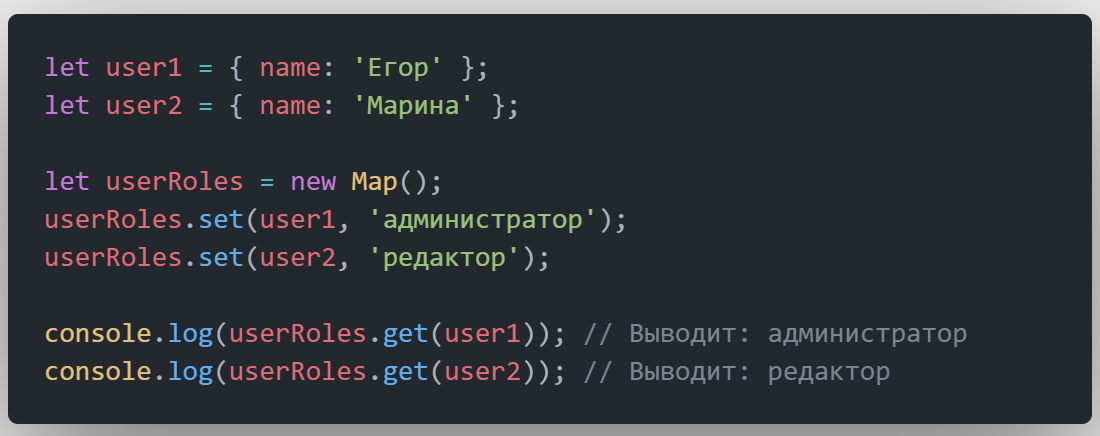 let user1 = { name: 'Егор' };
let user2 = { name: 'Марина' };
let userRoles = new Map();
userRoles.set(user1, 'администратор');
userRoles.set(user2, 'редактор');
console.log(userRoles.get(user1)); // Выводит: администратор
console.log(userRoles.get(user2)); // Выводит: редактор